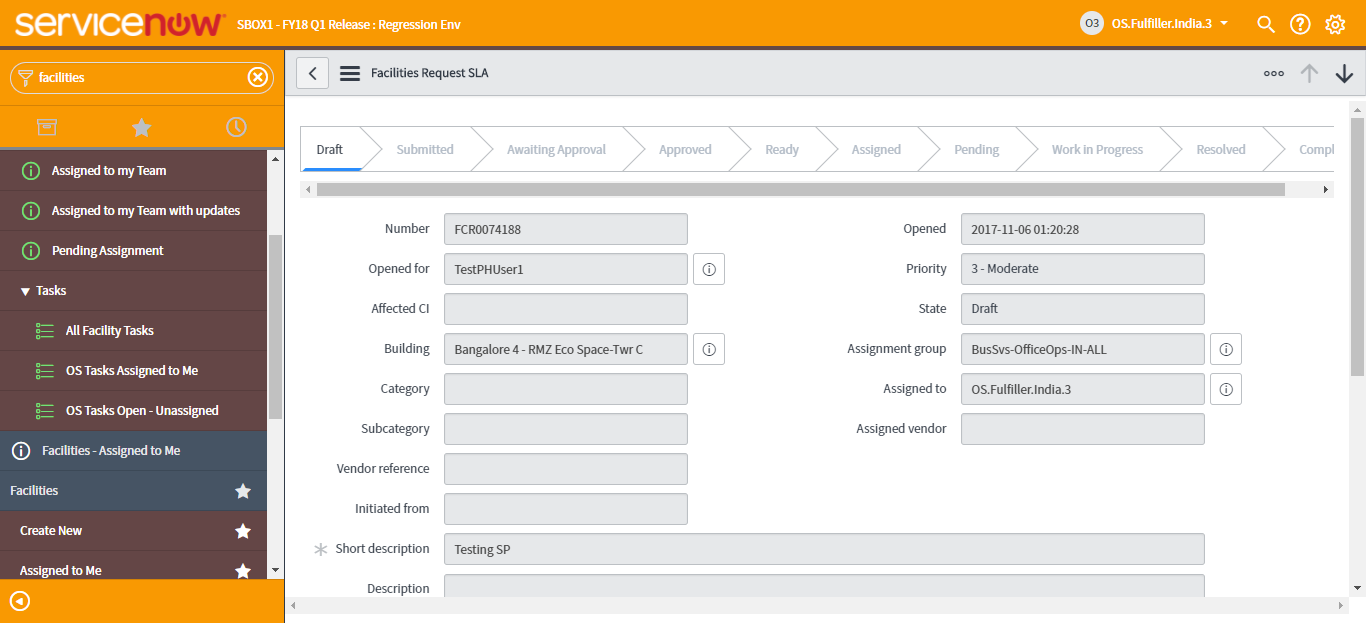 servicenow SBOX1 - FY18 Q1 Release : Regression Env
O3 OS.Fulfiller.India.3
facilities
Assigned to my Team
Assigned to my Team with updates
Pending Assignment
Tasks
All Facility Tasks
OS Tasks Assigned to Me
OS Tasks Open - Unassigned
Facilities - Assigned to Me
Facilities
Create New
Assigned to Me
Facilities Request SLA
Draft Submitted Awaiting Approval Approved Ready Assigned Pending Work in Progress Resolved Compl
Number FCR0074188
Opened for TestPHUser1
Affected CI
Building Bangalore 4 - RMZ Eco Space-Twr C
Category
Subcategory
Vendor reference
Initiated from
Opened 2017-11-06 01:20:28
Priority 3 - Moderate
State Draft
Assignment group BusSvs-OfficeOps-IN-ALL
Assigned to OS.Fulfiller.India.3
Assigned vendor
Short description Testing SP
Description